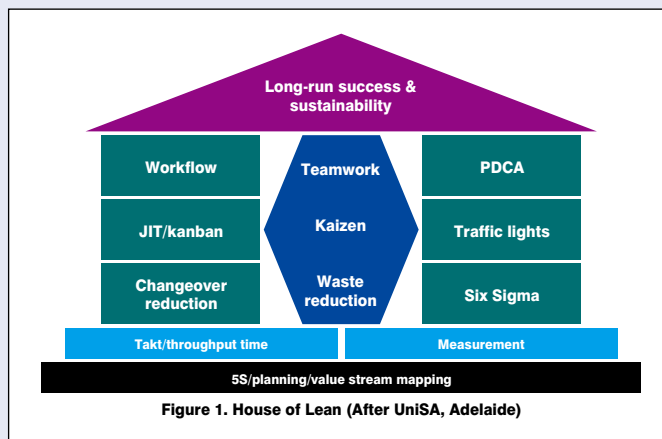 Long-run success &
sustainability
Workflow
Teamwork
PDCA
JIT/kanban
Kaizen
Traffic lights
Changeover
reduction
Waste
reduction
Six Sigma
Takt/throughput time
Measurement
5S/planning/value stream mapping
Figure 1. House of Lean (After UniSA, Adelaide)